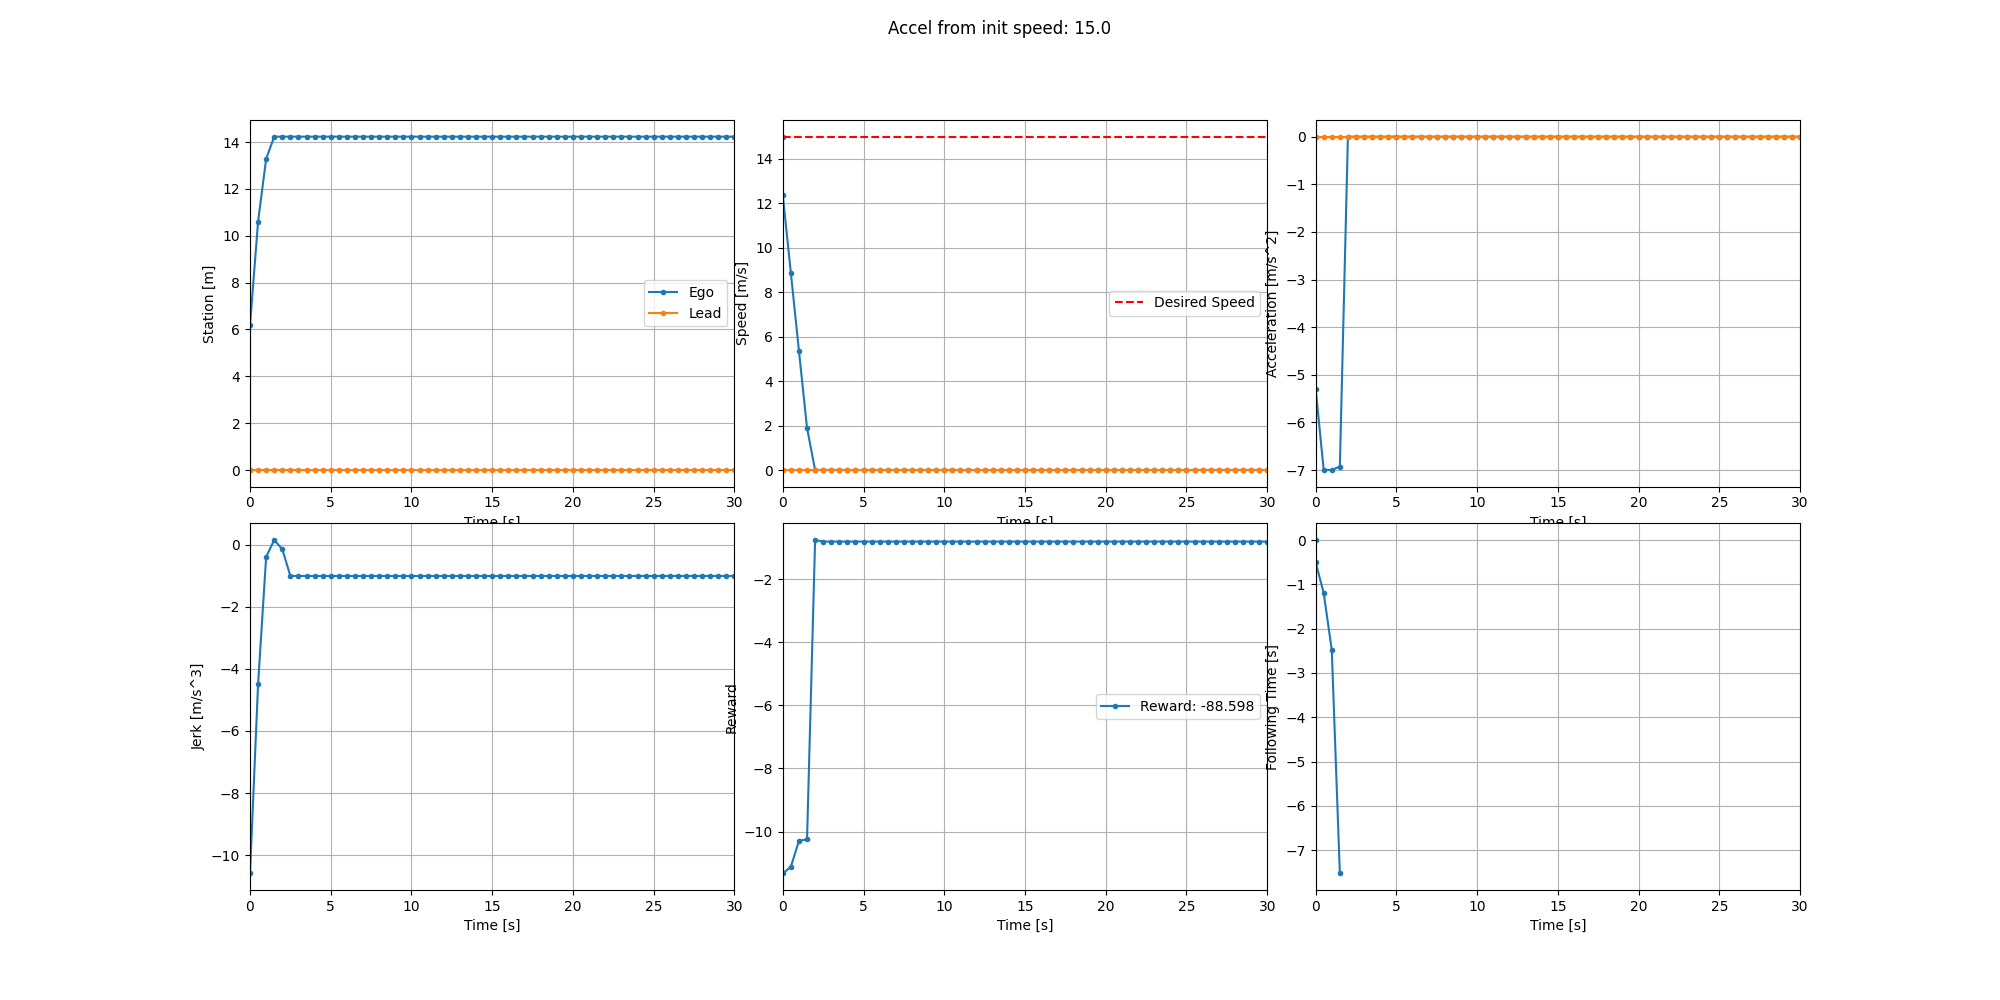 Accel from init speed: 15.0
Station [m]
14
12
10
8
6
4
2
0
Ego
Lead
0 5 10 15 20 25 30
Time [s]
Speed [m/s]
14
12
10
8
6
4
2
0
Desired Speed
0 5 10 15 20 25 30
Time [s]
Acceleration [m/s^2]
0
−1
−2
−3
−4
−5
−6
−7
0 5 10 15 20 25 30
Time [s]
Jerk [m/s^3]
0
−2
−4
−6
−8
−10
0 5 10 15 20 25 30
Time [s]
Reward
−2
−4
−6
−8
−10
Reward: -88.598
0 5 10 15 20 25 30
Time [s]
Following Time [s]
0
−1
−2
−3
−4
−5
−6
−7
0 5 10 15 20 25 30
Time [s]